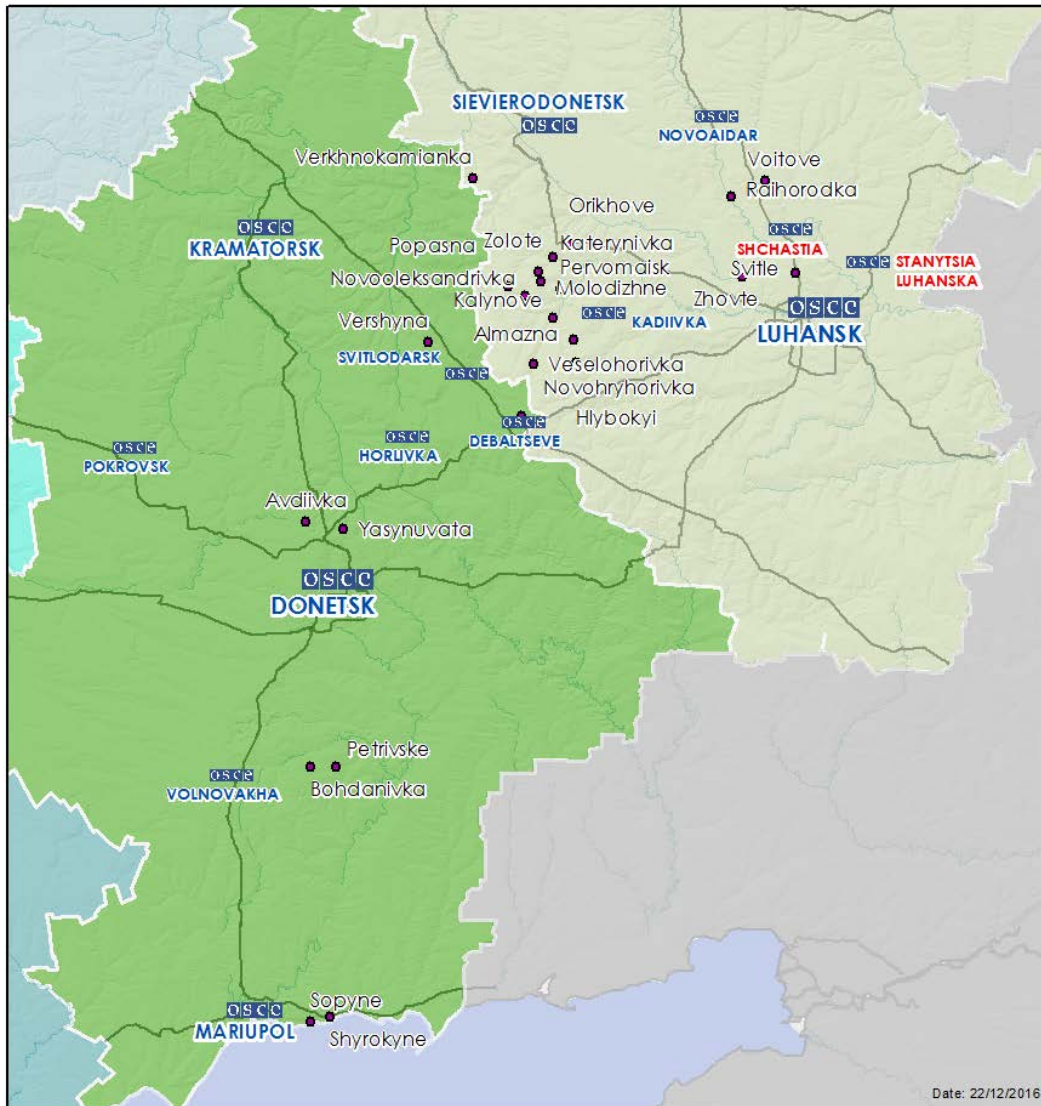 SIEVIERODONETSK
OSCE
OSCE
NOVOAIDAR
Verkhnokamianka
Voitove
Raihorodka
Orikhove
OSCE
KRAMATORSK
Popasna
Zolote
Katerynivka
OSCE
SHCHASTIA
OSCE
STANYTSIA
LUHANSKA
Pervomaisk
Novooleksandrivka
Molodizhne
Svitle
Kalynove
Zhovte
OSCE
LUHANSK
OSCE
KADIIVKA
Vershyna
Almazna
SVITLODARSK
OSCE
Veselohorivka
Novohryhorivka
Hlybokyi
OSCE
DEBALTSEVE
OSCE
HORLIVKA
OSCE
POKROVSK
Avdiivka
Yasynuvata
OSCE
DONETSK
Petrivske
OSCE
VOLNOVAKHA
Bohdanivka
OSCE
MARIUPOL
Sopyne
Shyrokyne
Date: 22/12/2016